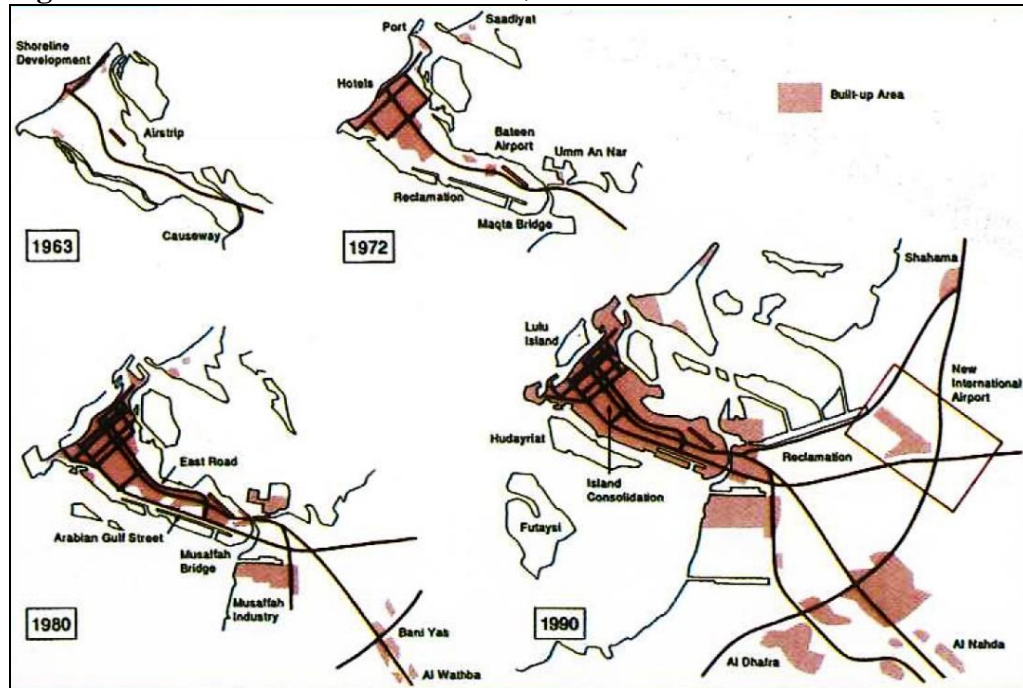 Shoreline
Development
Airstrip
Causeway
1963
Port
Saadiyat
Hotels
Bateen
Airport
Umm An Nar
Reclamation
Maqta Bridge
1972
Built-up Area
East Road
Arabian Gulf Street
Musaffah
Bridge
Musaffah
Industry
Bani Yas
Al Wathba
1980
Shahama
Lulu
Island
New
International
Airport
Hudayriat
Reclamation
Island
Consolidation
Futaysi
1990
Al Nahda
Al Dhafra